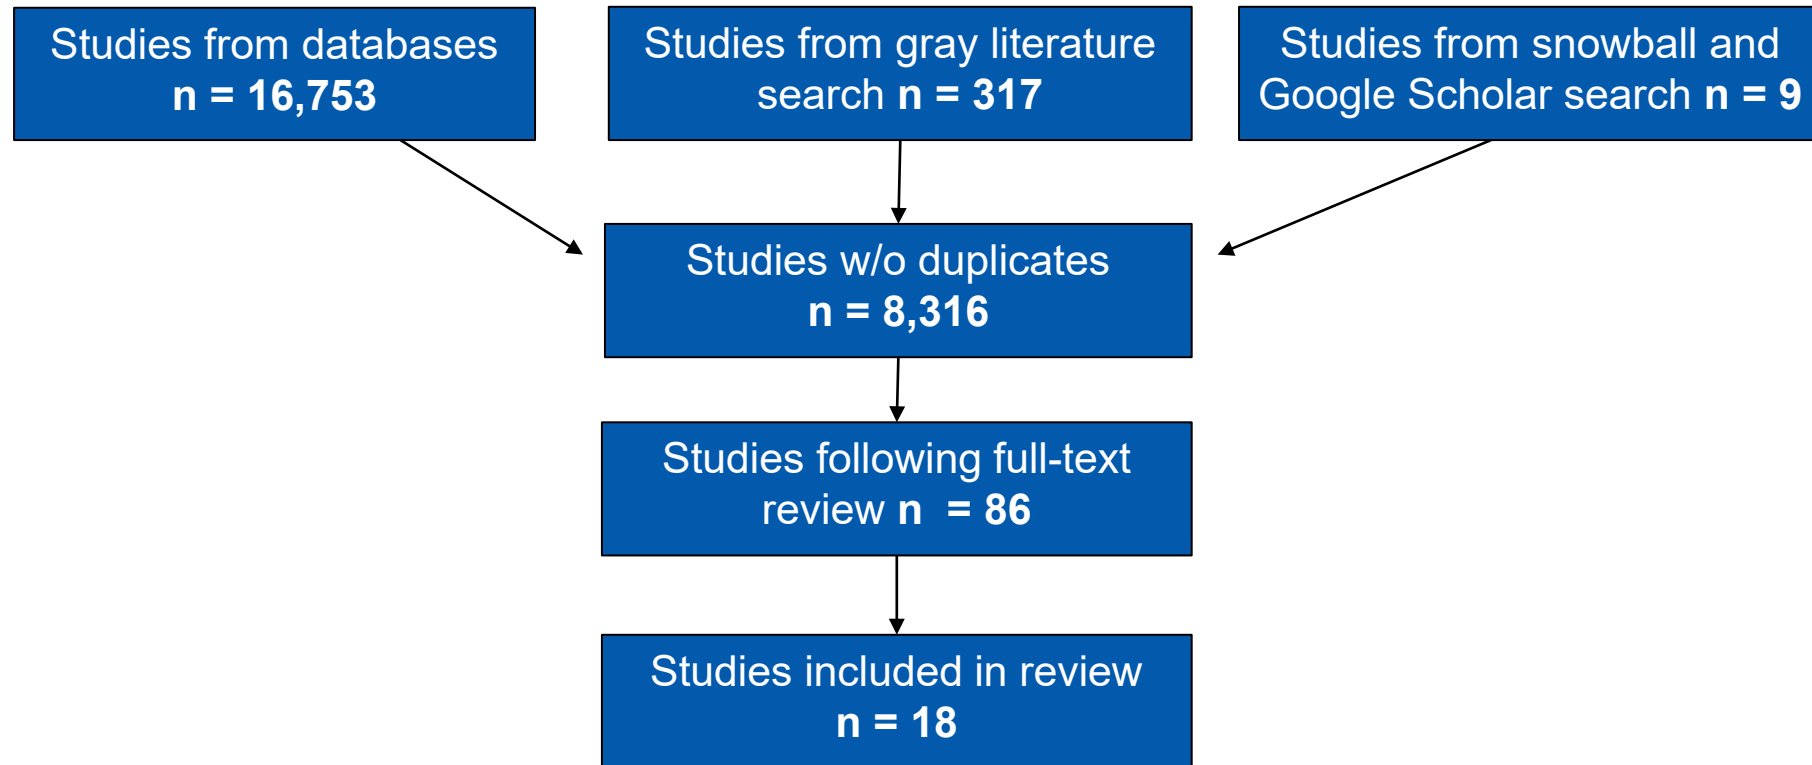 Studies from databases
n = 16,753
Studies from gray literature
search n = 317
Studies from snowball and
Google Scholar search n = 9
Studies w/o duplicates
n = 8,316
Studies following full-text
review n  = 86
Studies included in review
n = 18